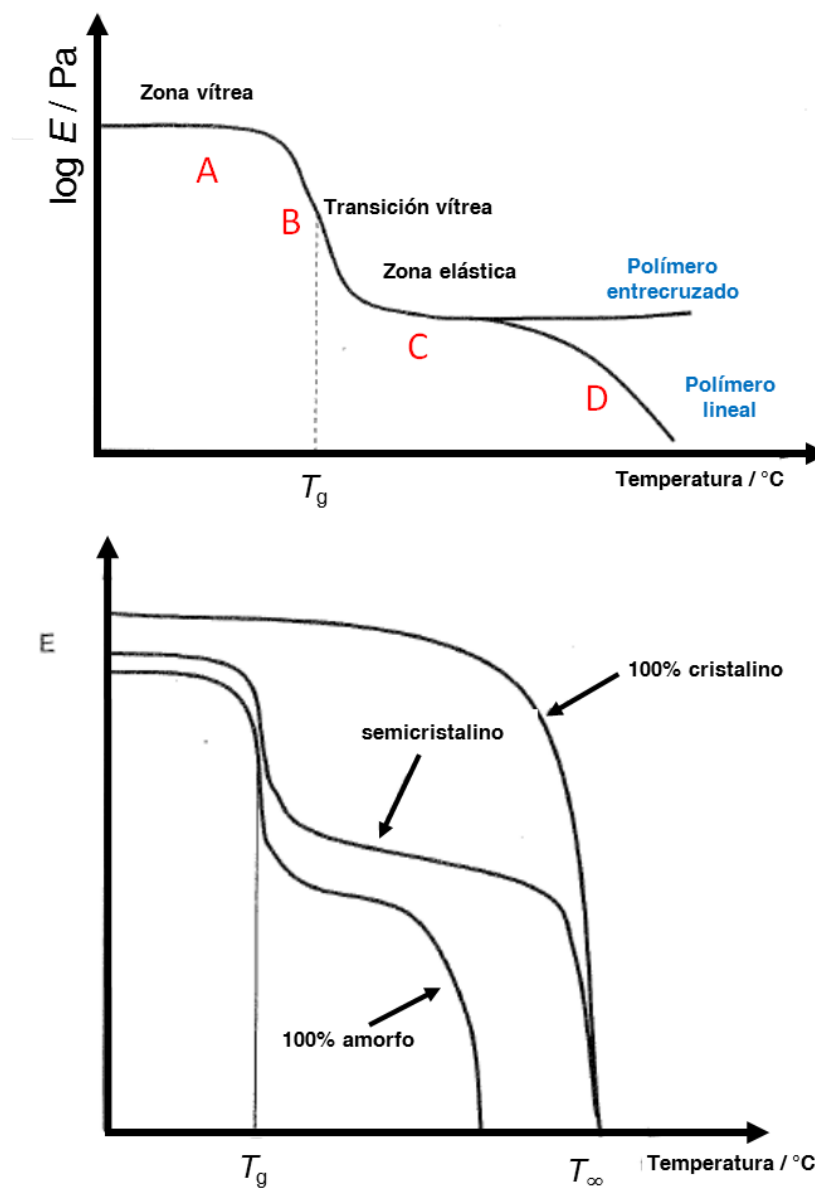 log E / Pa
Zona vítrea
A
B
Transición vítrea
Zona elástica
C
Polímero
entrecruzado
D
Polímero
lineal
Tg
Temperatura / °C
E
100% cristalino
semicristalino
100% amorfo
Tg
T∞
Temperatura / °C